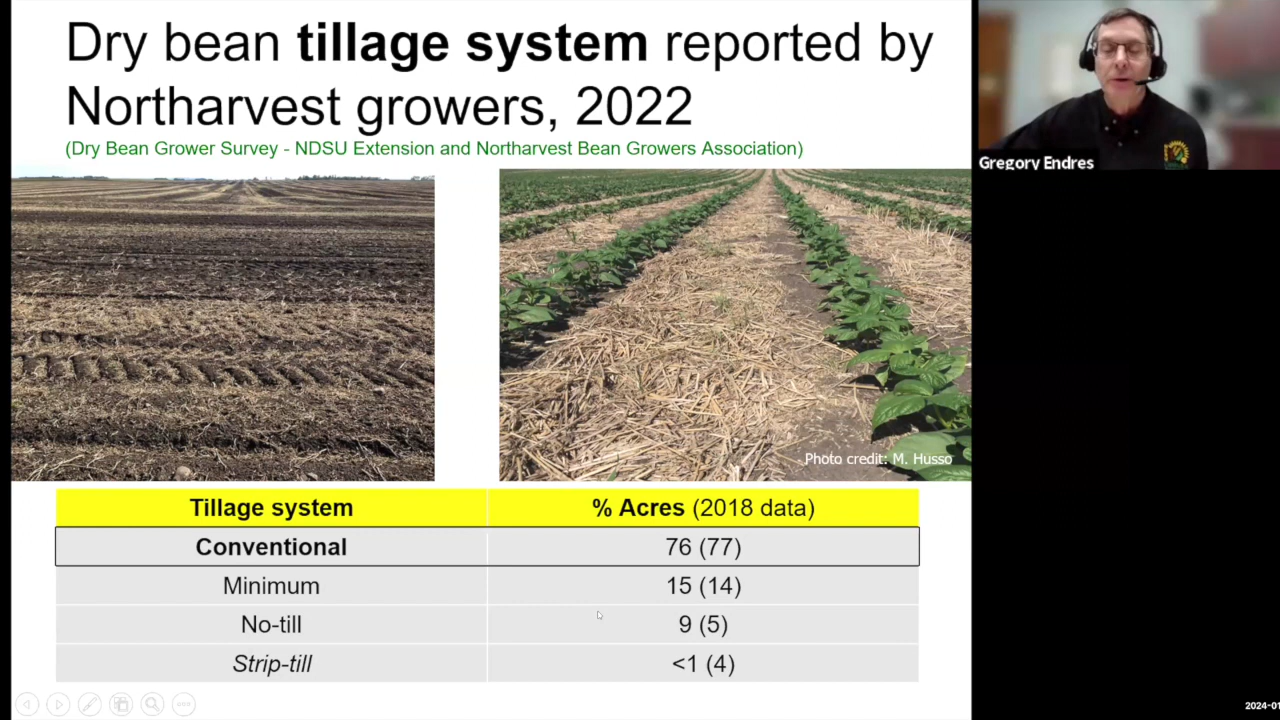 Dry bean tillage system reported by
Northarvest growers, 2022
(Dry Bean Grower Survey - NDSU Extension and Northarvest Bean Growers Association)
Gregory Endres
Photo credit: M. Husso
Tillage system % Acres (2018 data)
Conventional 76 (77)
Minimum 15 (14)
No-till 9 (5)
Strip-till <1 (4)
2024-01